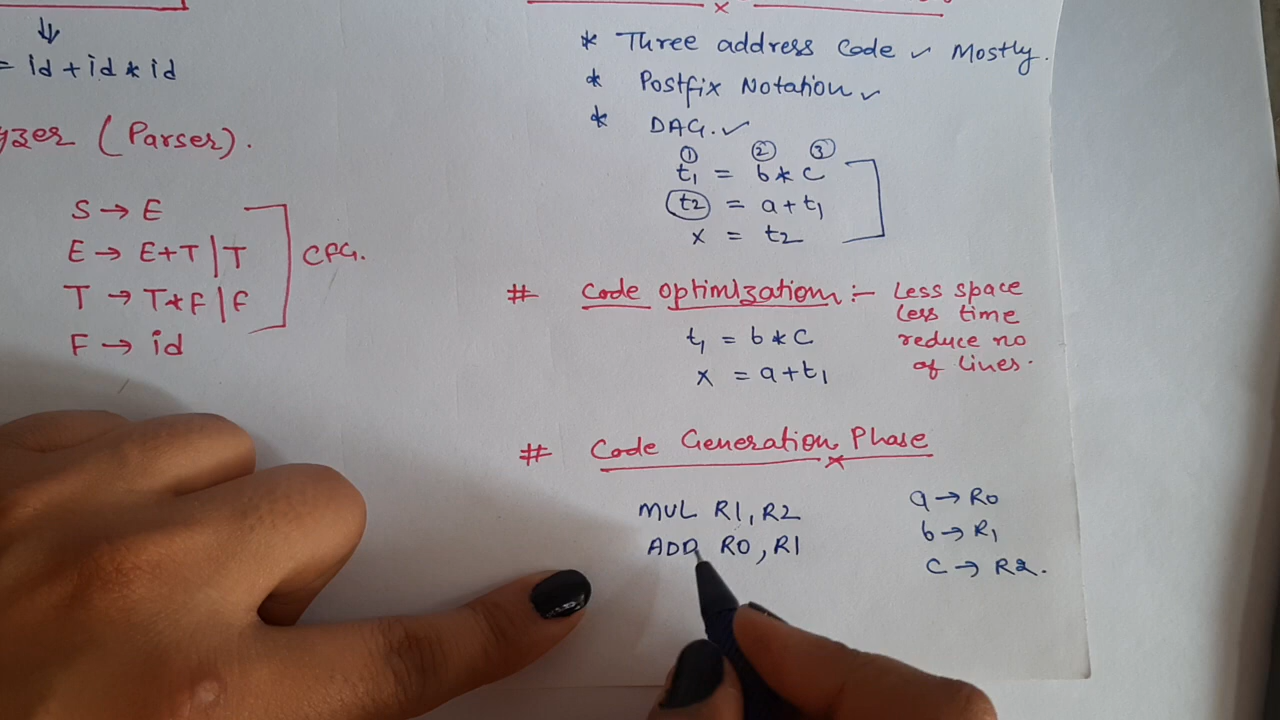 = id + id * id
yzer (Parser).
S → E
E → E+T | T
T → T*F | F
F → id
CFG.
* Three address code ✓ Mostly.
* Postfix Notation ✓
* DAG. ✓
① ② ③
t1 = b * c
t2 = a + t1
x = t2
# Code optimization :- Less space
Less time
reduce no
of lines.
t1 = b * c
x = a + t1
# Code Generation Phase
MUL R1, R2
ADD R0, R1
a → R0
b → R1
c → R2.